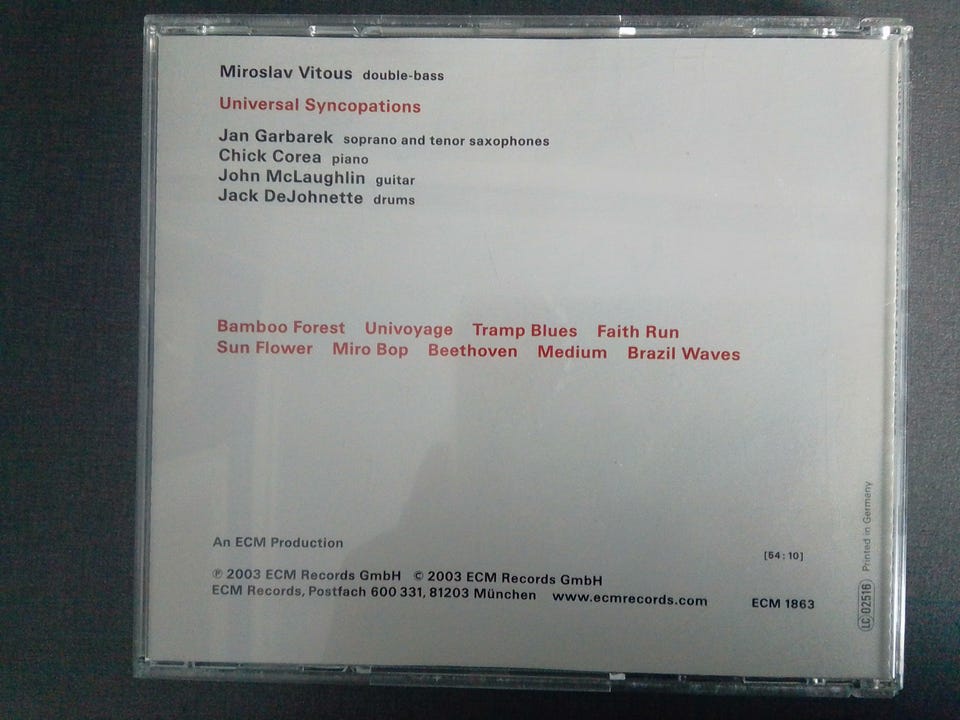 Miroslav Vitous double-bass
Universal Syncopations
Jan Garbarek soprano and tenor saxophones
Chick Corea piano
John McLaughlin guitar
Jack DeJohnette drums
Bamboo Forest Univoyage Tramp Blues Faith Run
Sun Flower Miro Bop Beethoven Medium Brazil Waves
An ECM Production
[54:10]
℗ 2003 ECM Records GmbH © 2003 ECM Records GmbH
ECM Records, Postfach 600 331, 81203 München www.ecmrecords.com ECM 1863
LC 02516 Printed in Germany